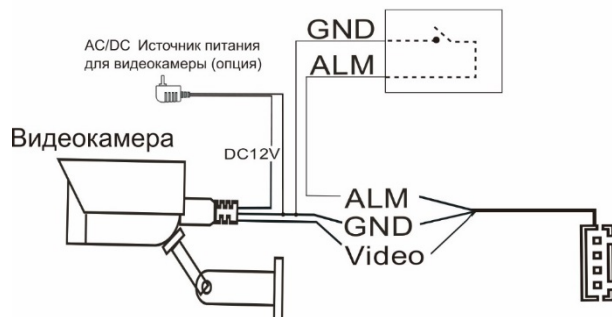 GND
ALM
AC/DC Источник питания
для видеокамеры (опция)
Видеокамера
DC12V
ALM
GND
Video